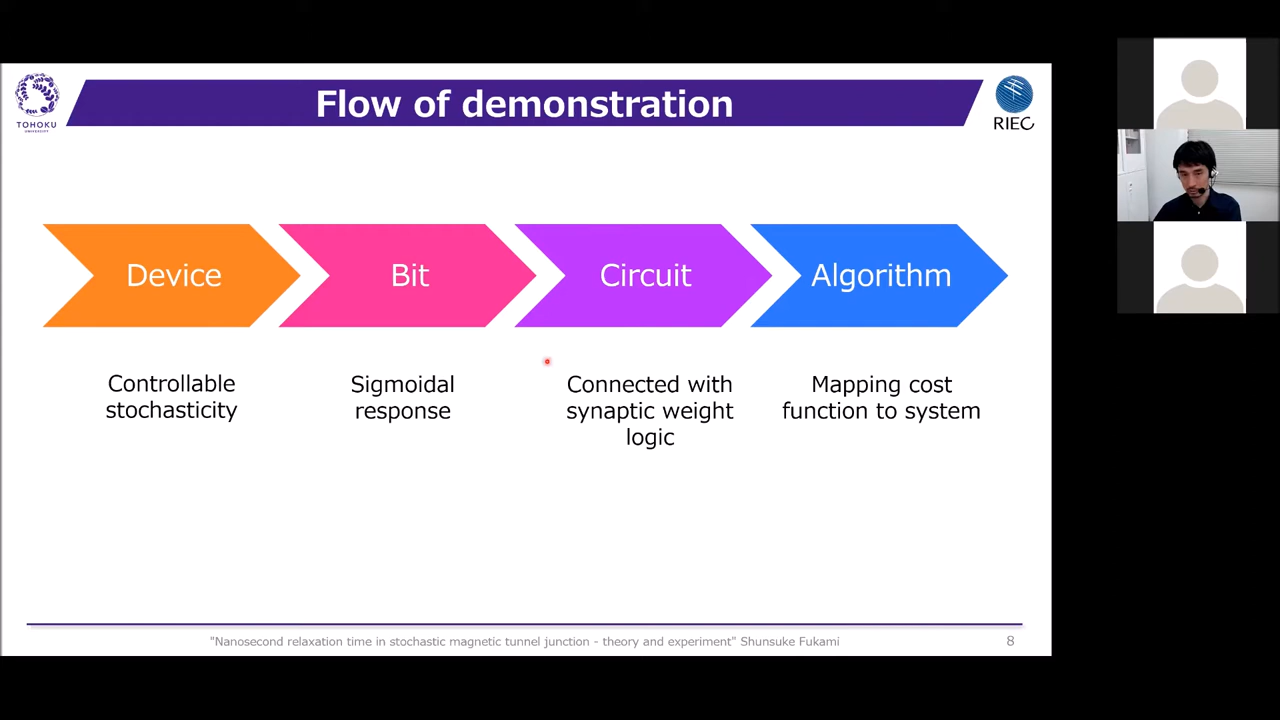 Flow of demonstration
TOHOKU
UNIVERSITY
RIEC
Device
Bit
Circuit
Algorithm
Controllable
stochasticity
Sigmoidal
response
Connected with
synaptic weight
logic
Mapping cost
function to system
"Nanosecond relaxation time in stochastic magnetic tunnel junction - theory and experiment" Shunsuke Fukami
8